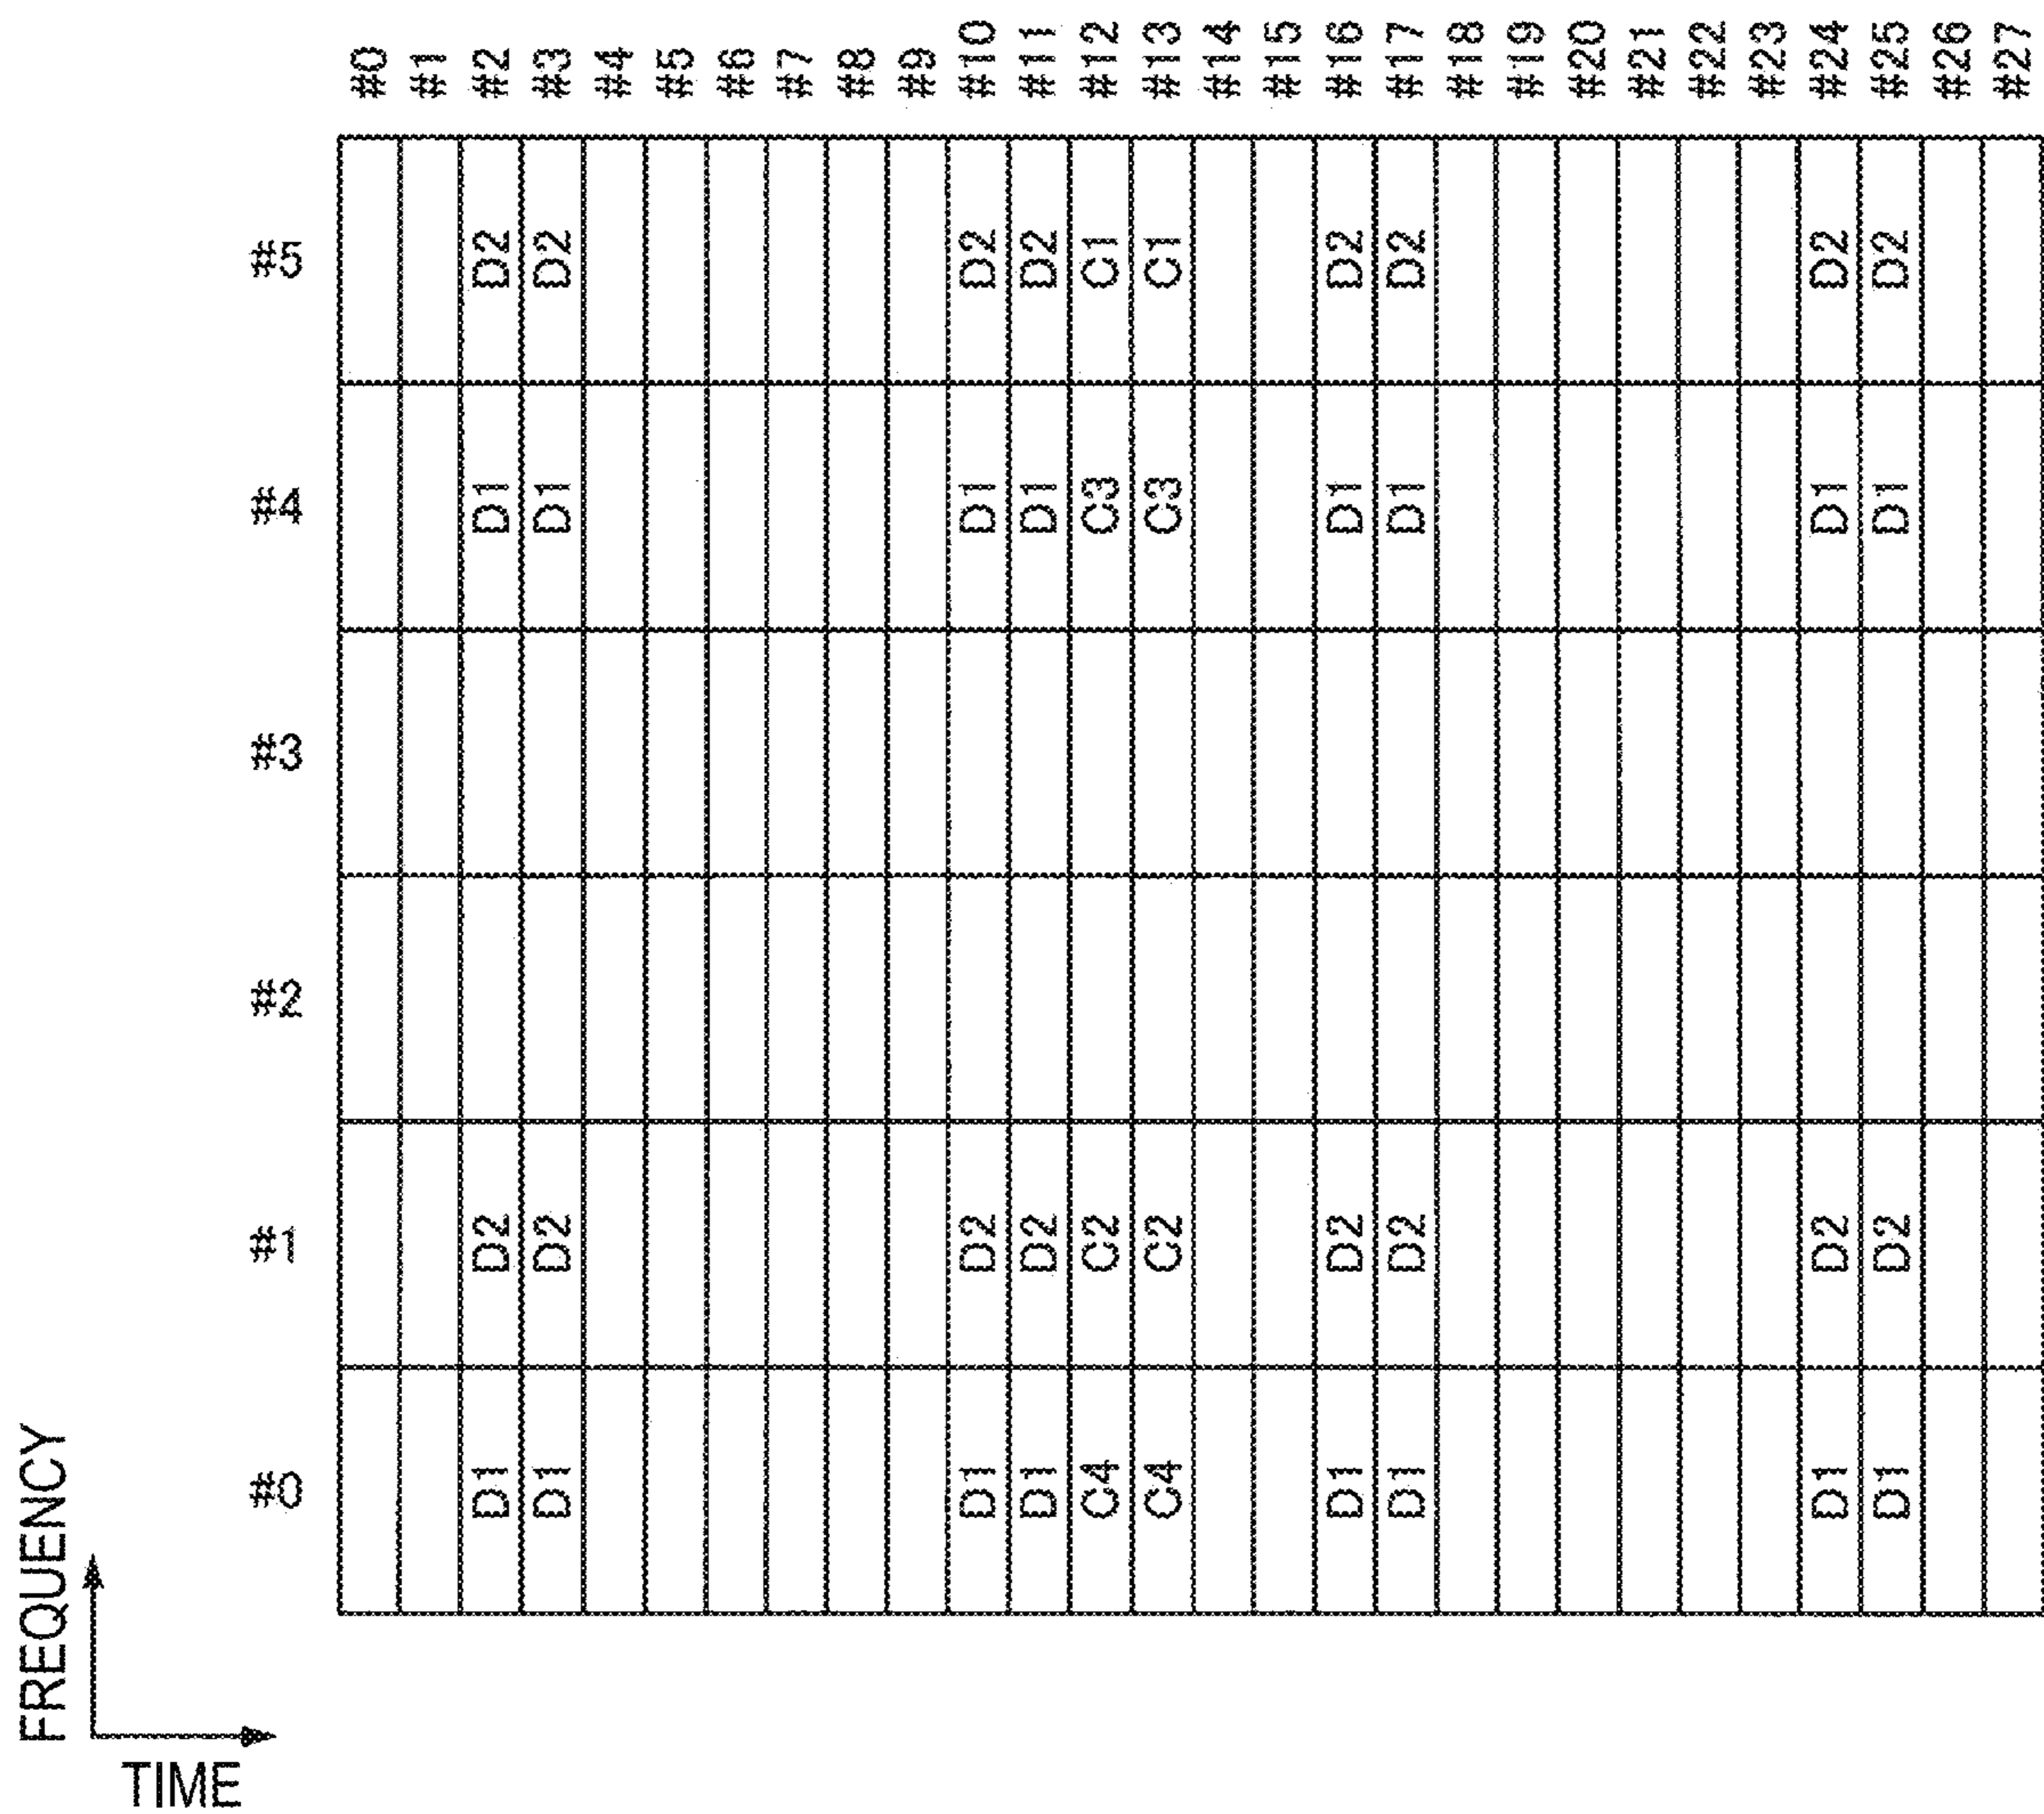 #0 #1 #2 #3 #4 #5 #6 #7 #8 #9 #10 #11 #12 #13 #14 #15 #16 #17 #18 #19 #20 #21 #22 #23 #24 #25 #26 #27
#5 D2 D2 D2 D2 C1 C1 D2 D2 D2 D2
#4 D1 D1 D1 D1 C3 C3 D1 D1 D1 D1
#3
#2
#1 D2 D2 D2 D2 C2 C2 D2 D2 D2 D2
#0 D1 D1 D1 D1 C4 C4 D1 D1 D1 D1
FREQUENCY
TIME